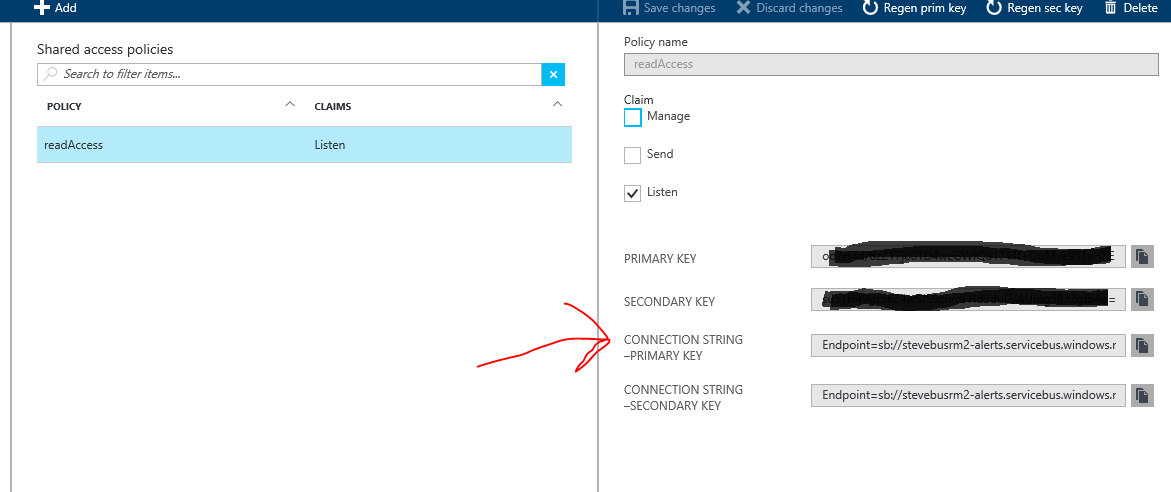 Add
Save changes
Discard changes
Regen prim key
Regen sec key
Delete
Shared access policies
Search to filter items...
POLICY
CLAIMS
readAccess
Listen
Policy name
readAccess
Claim
Manage
Send
Listen
PRIMARY KEY
SECONDARY KEY
CONNECTION STRING
–PRIMARY KEY
Endpoint=sb://stevebusrm2-alerts.servicebus.windows.r
CONNECTION STRING
–SECONDARY KEY
Endpoint=sb://stevebusrm2-alerts.servicebus.windows.r